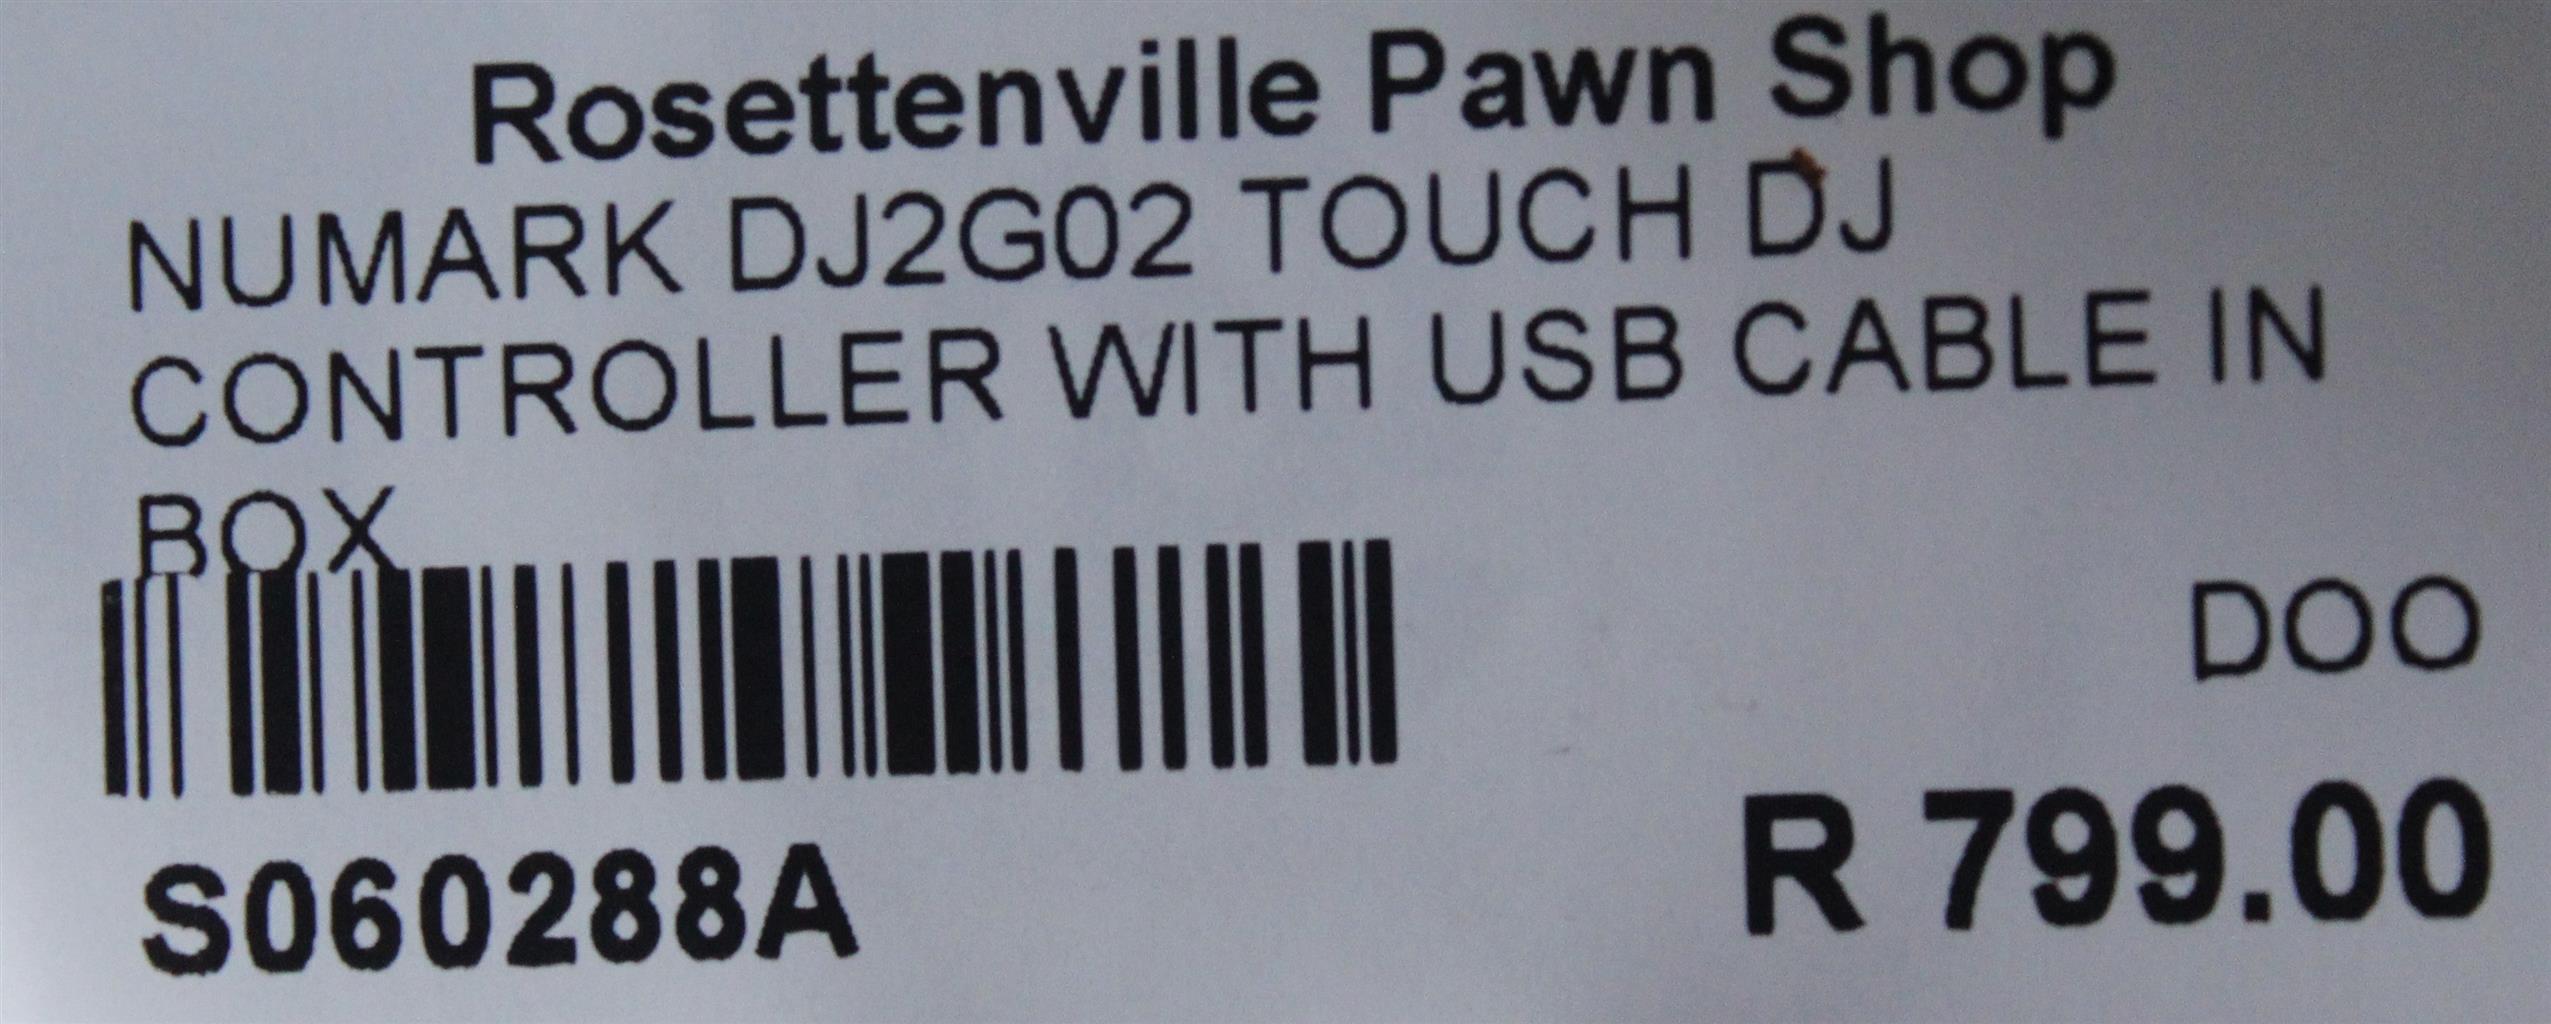 Rosettenville Pawn Shop
NUMARK DJ2G02 TOUCH DJ
CONTROLLER WITH USB CABLE IN
BOX
DOO
S060288A
R 799.00